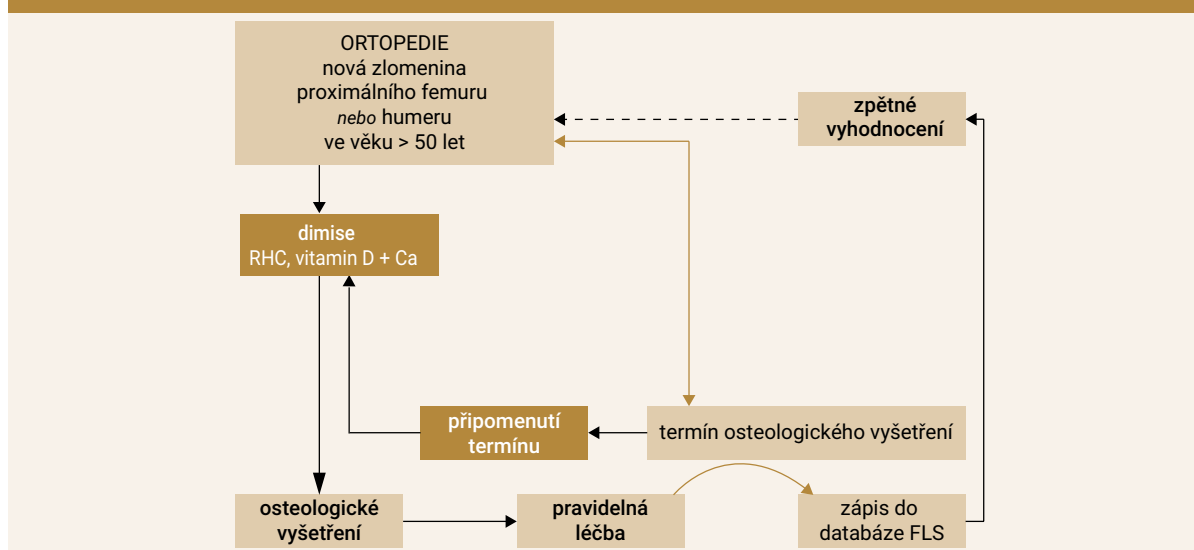 ORTOPEDIE
nová zlomenina
proximálního femuru
nebo humeru
ve věku > 50 let
zpětné
vyhodnocení
dimise
RHC, vitamin D + Ca
připomenutí
termínu
termín osteologického vyšetření
osteologické
vyšetření
pravidelná
léčba
zápis do
databáze FLS